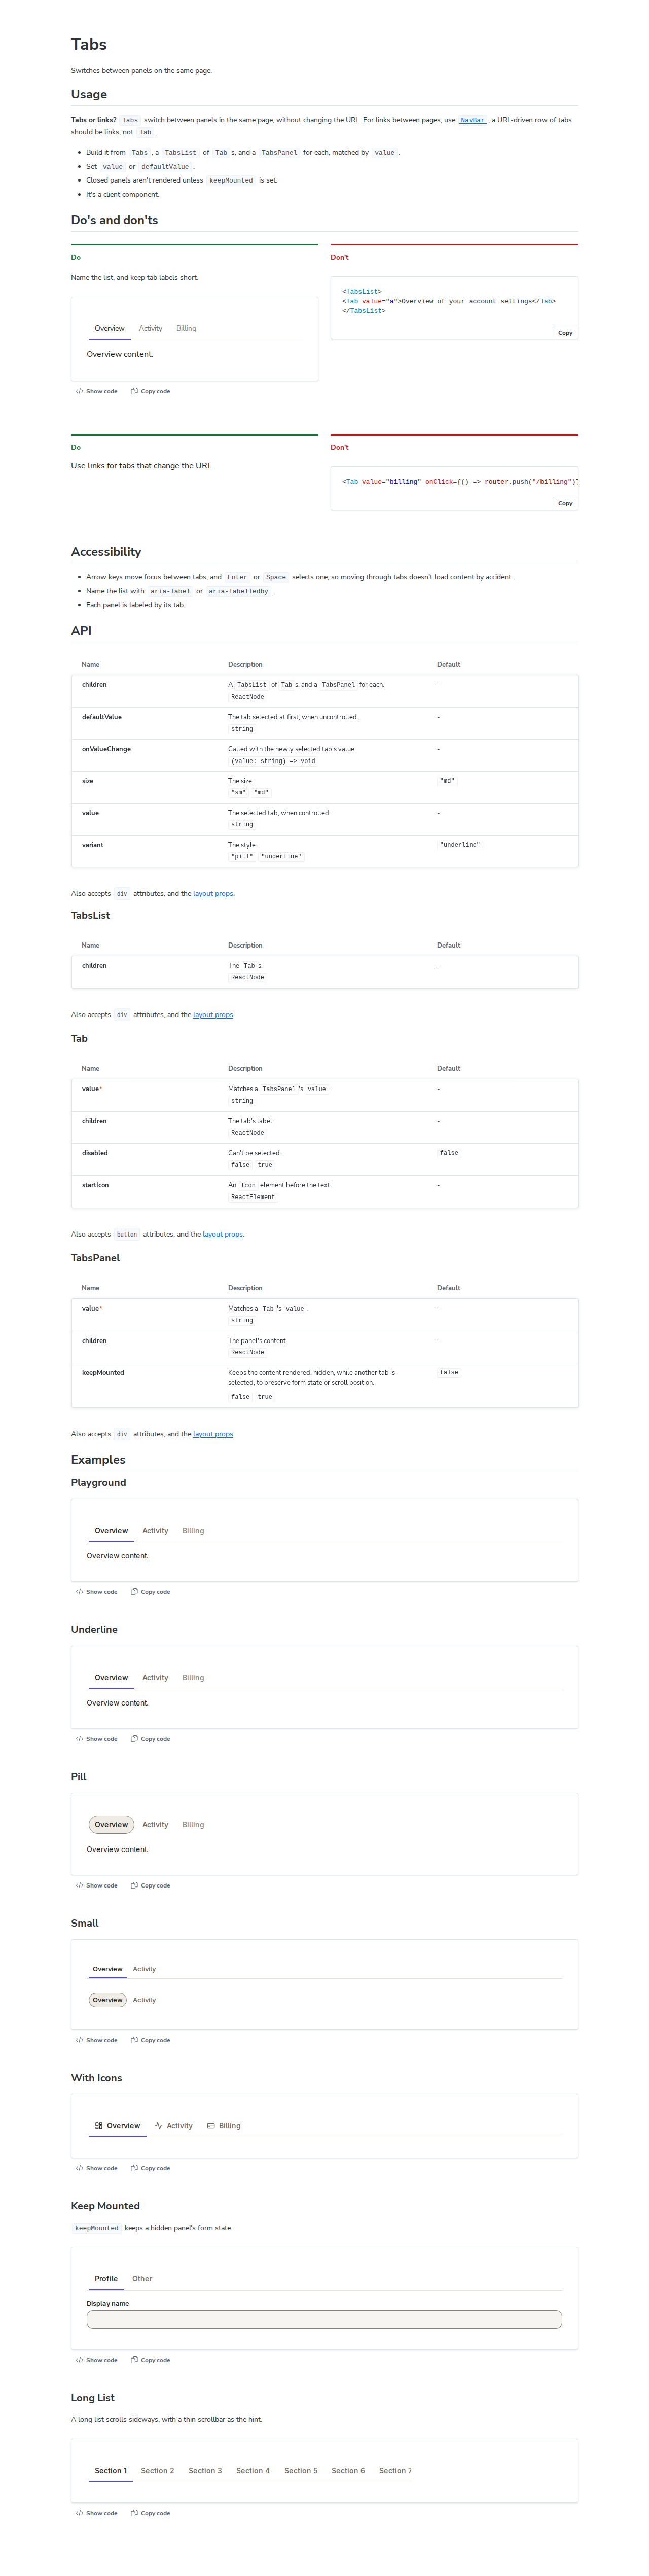 Tabs
Switches between panels on the same page.
Usage
Tabs or links? Tabs switch between panels in the same page, without changing the URL. For links between pages, use NavBar; a URL-driven row of tabs
should be links, not Tab.
Build it from Tabs, a TabsList of Tabs, and a TabsPanel for each, matched by value.
Set value or defaultValue.
Closed panels aren't rendered unless keepMounted is set.
It's a client component.
Do's and don'ts
Do
Name the list, and keep tab labels short.
Overview Activity Billing
Overview content.
Show code Copy code
Don't
<TabsList>
<Tab value="a">Overview of your account settings</Tab>
</TabsList>
Copy
Do
Use links for tabs that change the URL.
Don't
<Tab value="billing" onClick={() => router.push("/billing")}
Copy
Accessibility
Arrow keys move focus between tabs, and Enter or Space selects one, so moving through tabs doesn't load content by accident.
Name the list with aria-label or aria-labelledby.
Each panel is labeled by its tab.
API
Name Description Default
children A TabsList of Tabs, and a TabsPanel for each. -
ReactNode
defaultValue The tab selected at first, when uncontrolled. -
string
onValueChange Called with the newly selected tab's value. -
(value: string) => void
size The size. "md"
"sm" "md"
value The selected tab, when controlled. -
string
variant The style. "underline"
"pill" "underline"
Also accepts div attributes, and the layout props.
TabsList
Name Description Default
children The Tabs. -
ReactNode
Also accepts div attributes, and the layout props.
Tab
Name Description Default
value* Matches a TabsPanel's value. -
string
children The tab's label. -
ReactNode
disabled Can't be selected. false
false true
startIcon An Icon element before the text. -
ReactElement
Also accepts button attributes, and the layout props.
TabsPanel
Name Description Default
value* Matches a Tab's value. -
string
children The panel's content. -
ReactNode
keepMounted Keeps the content rendered, hidden, while another tab is false
selected, to preserve form state or scroll position.
false true
Also accepts div attributes, and the layout props.
Examples
Playground
Overview Activity Billing
Overview content.
Show code Copy code
Underline
Overview Activity Billing
Overview content.
Show code Copy code
Pill
Overview Activity Billing
Overview content.
Show code Copy code
Small
Overview Activity
Overview Activity
Show code Copy code
With Icons
Overview Activity Billing
Show code Copy code
Keep Mounted
keepMounted keeps a hidden panel's form state.
Profile Other
Display name
Show code Copy code
Long List
A long list scrolls sideways, with a thin scrollbar as the hint.
Section 1 Section 2 Section 3 Section 4 Section 5 Section 6 Section 7
Show code Copy code